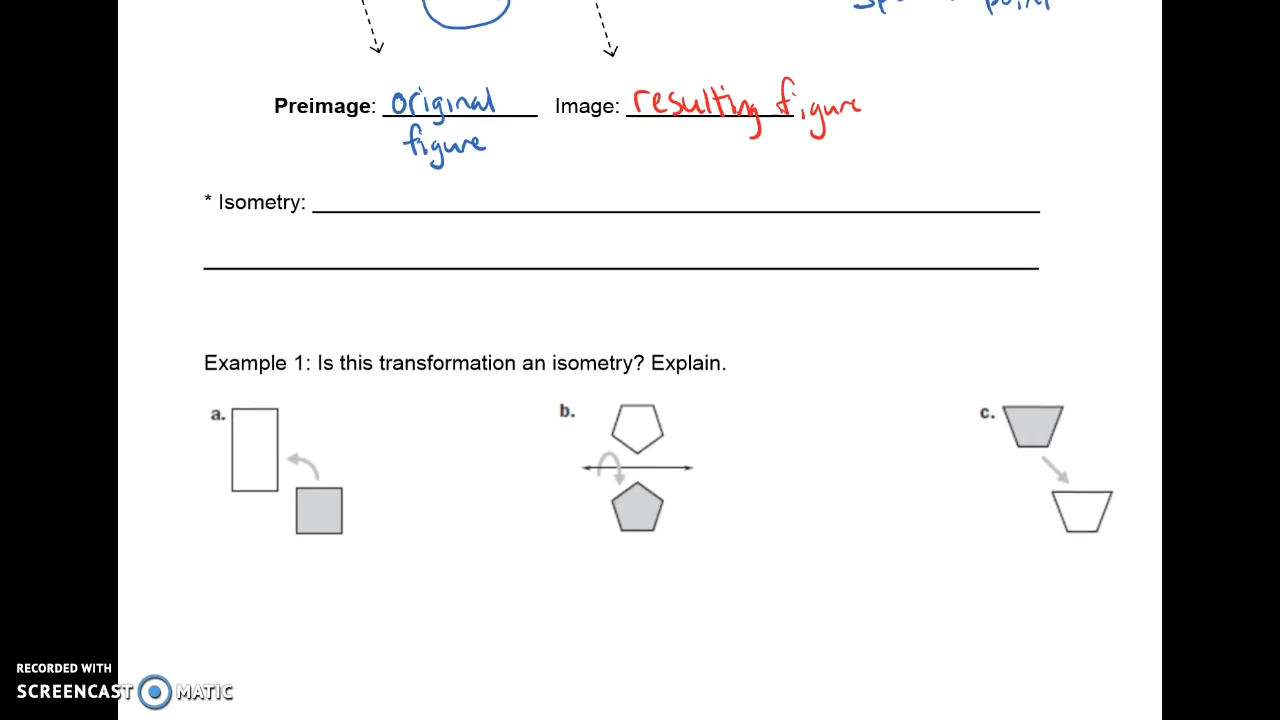 point
Preimage: original Image: resulting figure
figure
* Isometry:
Example 1: Is this transformation an isometry? Explain.
a. b. c.
RECORDED WITH
SCREENCAST MATIC